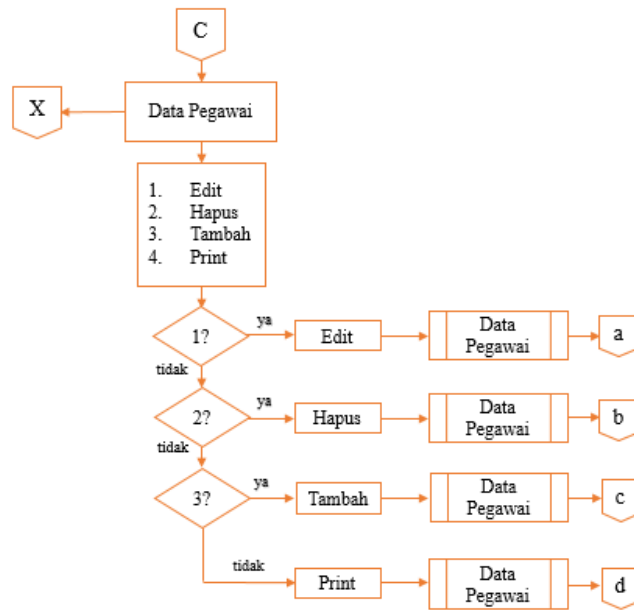 C
X
Data Pegawai
1. Edit
2. Hapus
3. Tambah
4. Print
1?
ya
Edit
Data
Pegawai
a
tidak
2?
ya
Hapus
Data
Pegawai
b
tidak
3?
ya
Tambah
Data
Pegawai
c
tidak
Print
Data
Pegawai
d